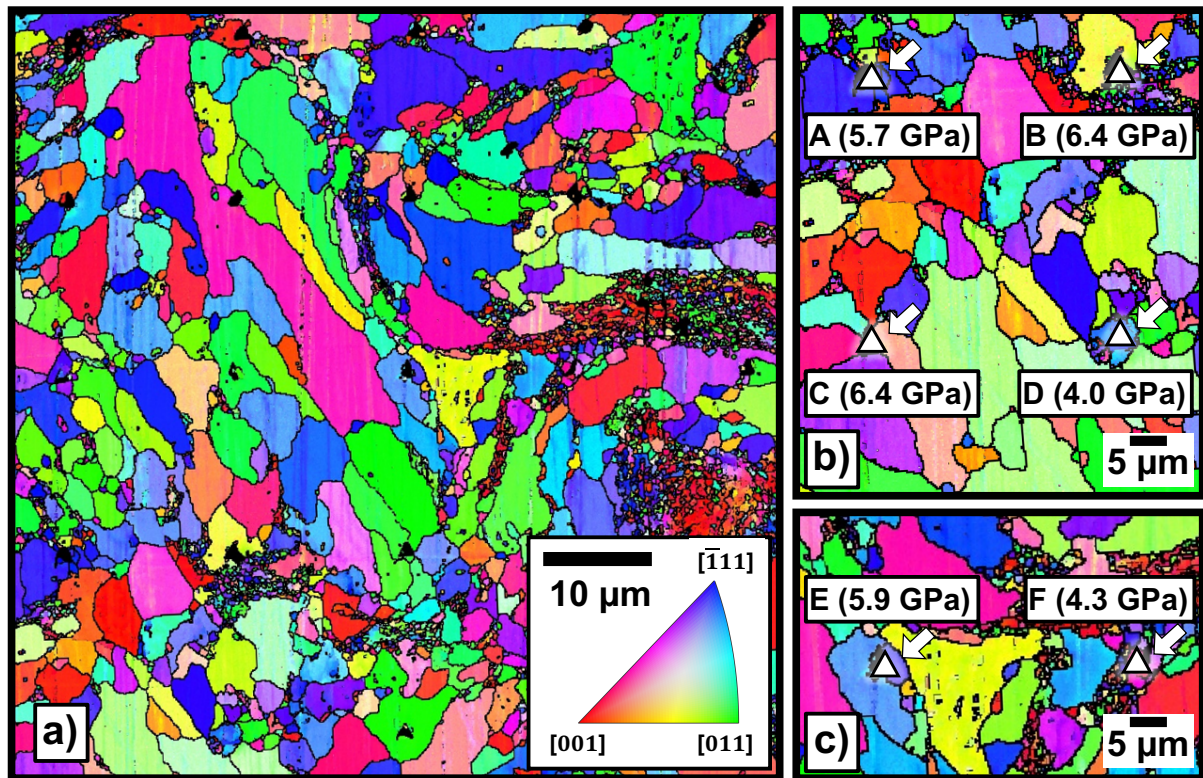 a)
10 µm
[1̅11]
[001]
[011]
A (5.7 GPa)
B (6.4 GPa)
C (6.4 GPa)
D (4.0 GPa)
b)
5 µm
E (5.9 GPa)
F (4.3 GPa)
c)
5 µm